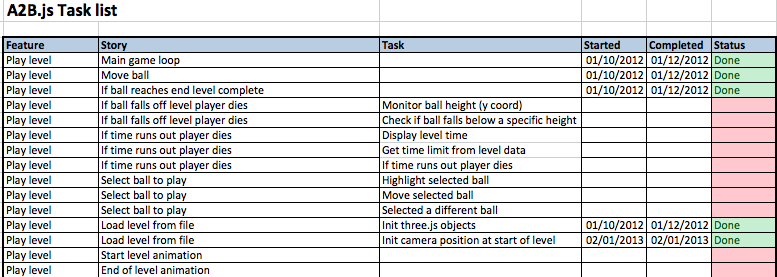 A2B.js Task list
Feature Story Task Started Completed Status
Play level Main game loop 01/10/2012 01/12/2012 Done
Play level Move ball 01/10/2012 01/12/2012 Done
Play level If ball reaches end level complete 01/10/2012 01/12/2012 Done
Play level If ball falls off level player dies Monitor ball height (y coord)
Play level If ball falls off level player dies Check if ball falls below a specific height
Play level If time runs out player dies Display level time
Play level If time runs out player dies Get time limit from level data
Play level If time runs out player dies If time runs out player dies
Play level Select ball to play Highlight selected ball
Play level Select ball to play Move selected ball
Play level Select ball to play Selected a different ball
Play level Load level from file Init three.js objects 01/10/2012 01/12/2012 Done
Play level Load level from file Init camera position at start of level 02/01/2013 02/01/2013 Done
Play level Start level animation
Play level End of level animation